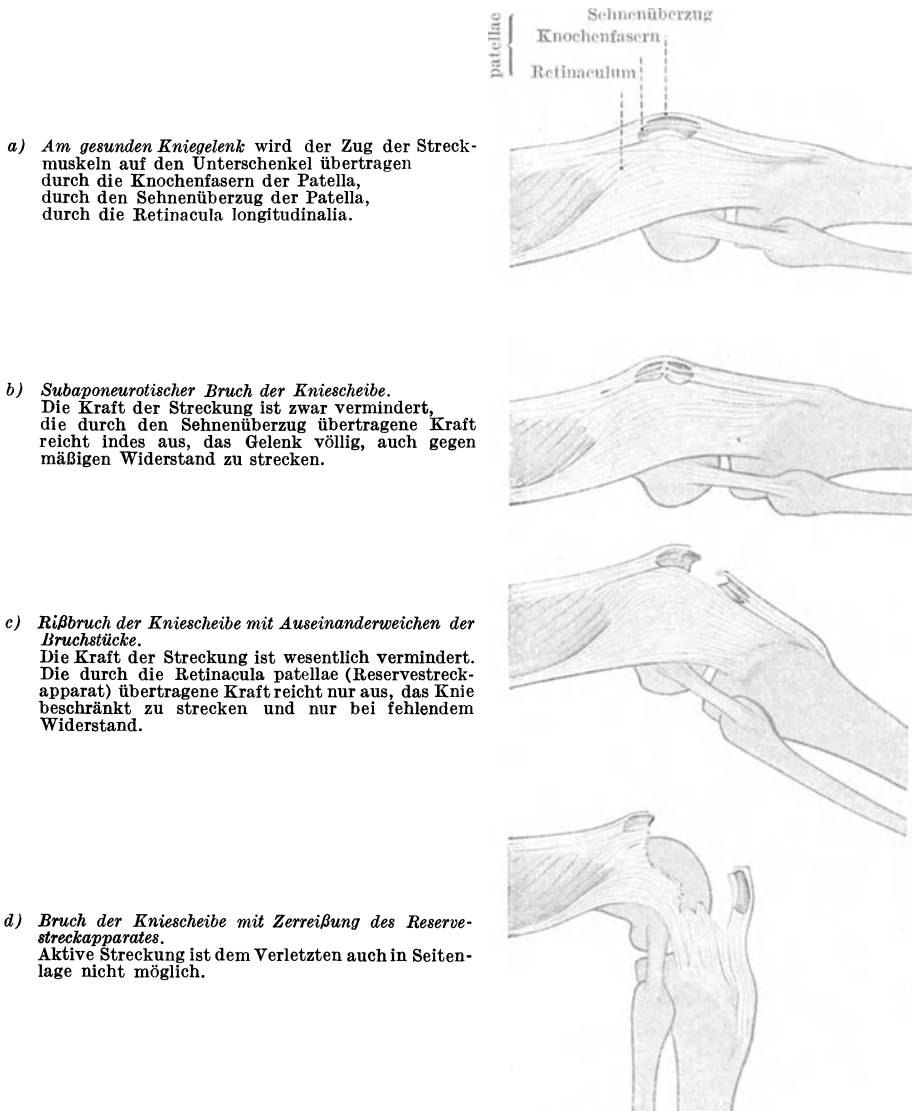 patellae
Sehnenüberzug
Knochenfasern
Retinaculum
a) Am gesunden Kniegelenk wird der Zug der Streck-
muskeln auf den Unterschenkel übertragen
durch die Knochenfasern der Patella,
durch den Sehnenüberzug der Patella,
durch die Retinacula longitudinalia.
b) Subaponeurotischer Bruch der Kniescheibe.
Die Kraft der Streckung ist zwar vermindert,
die durch den Sehnenüberzug übertragene Kraft
reicht indes aus, das Gelenk völlig, auch gegen
mäßigen Widerstand zu strecken.
c) Rißbruch der Kniescheibe mit Auseinanderweichen der
Bruchstücke.
Die Kraft der Streckung ist wesentlich vermindert.
Die durch die Retinacula patellae (Reservestreck-
apparat) übertragene Kraft reicht nur aus, das Knie
beschränkt zu strecken und nur bei fehlendem
Widerstand.
d) Bruch der Kniescheibe mit Zerreißung des Reserve-
streckapparates.
Aktive Streckung ist dem Verletzten auch in Seiten-
lage nicht möglich.